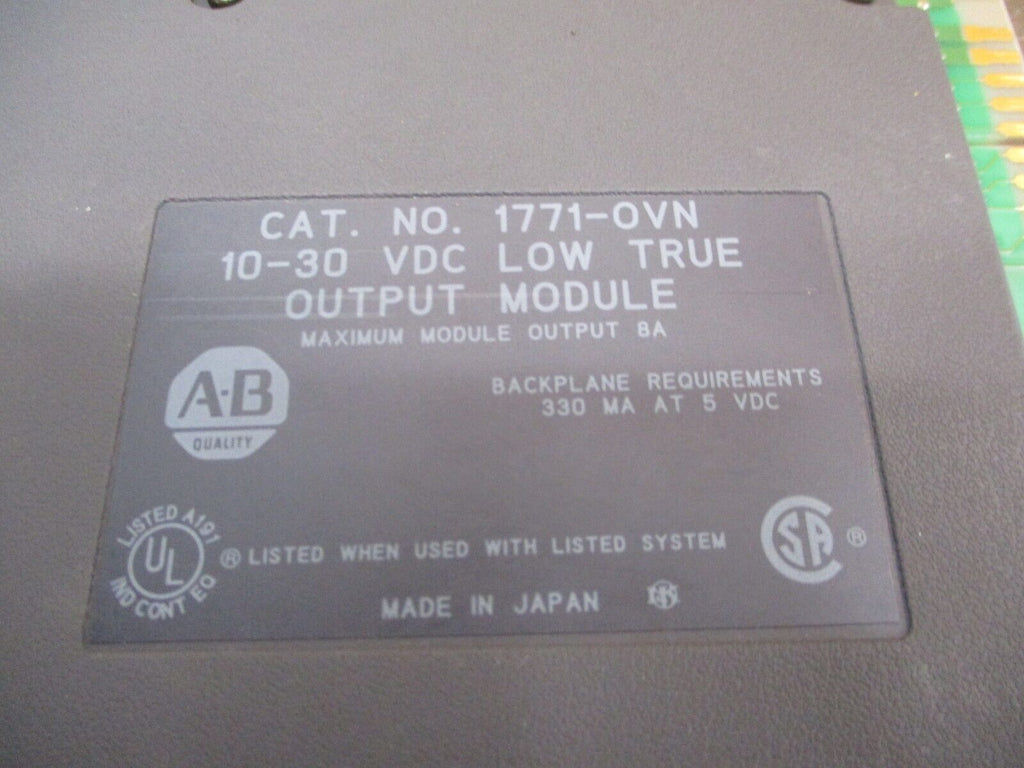 CAT. NO. 1771-OVN
10-30 VDC LOW TRUE
OUTPUT MODULE
MAXIMUM MODULE OUTPUT 8A
A-B
QUALITY
BACKPLANE REQUIREMENTS
330 MA AT 5 VDC
LISTED A191
UL
IND CONT EQ
® LISTED WHEN USED WITH LISTED SYSTEM
SA ®
MADE IN JAPAN